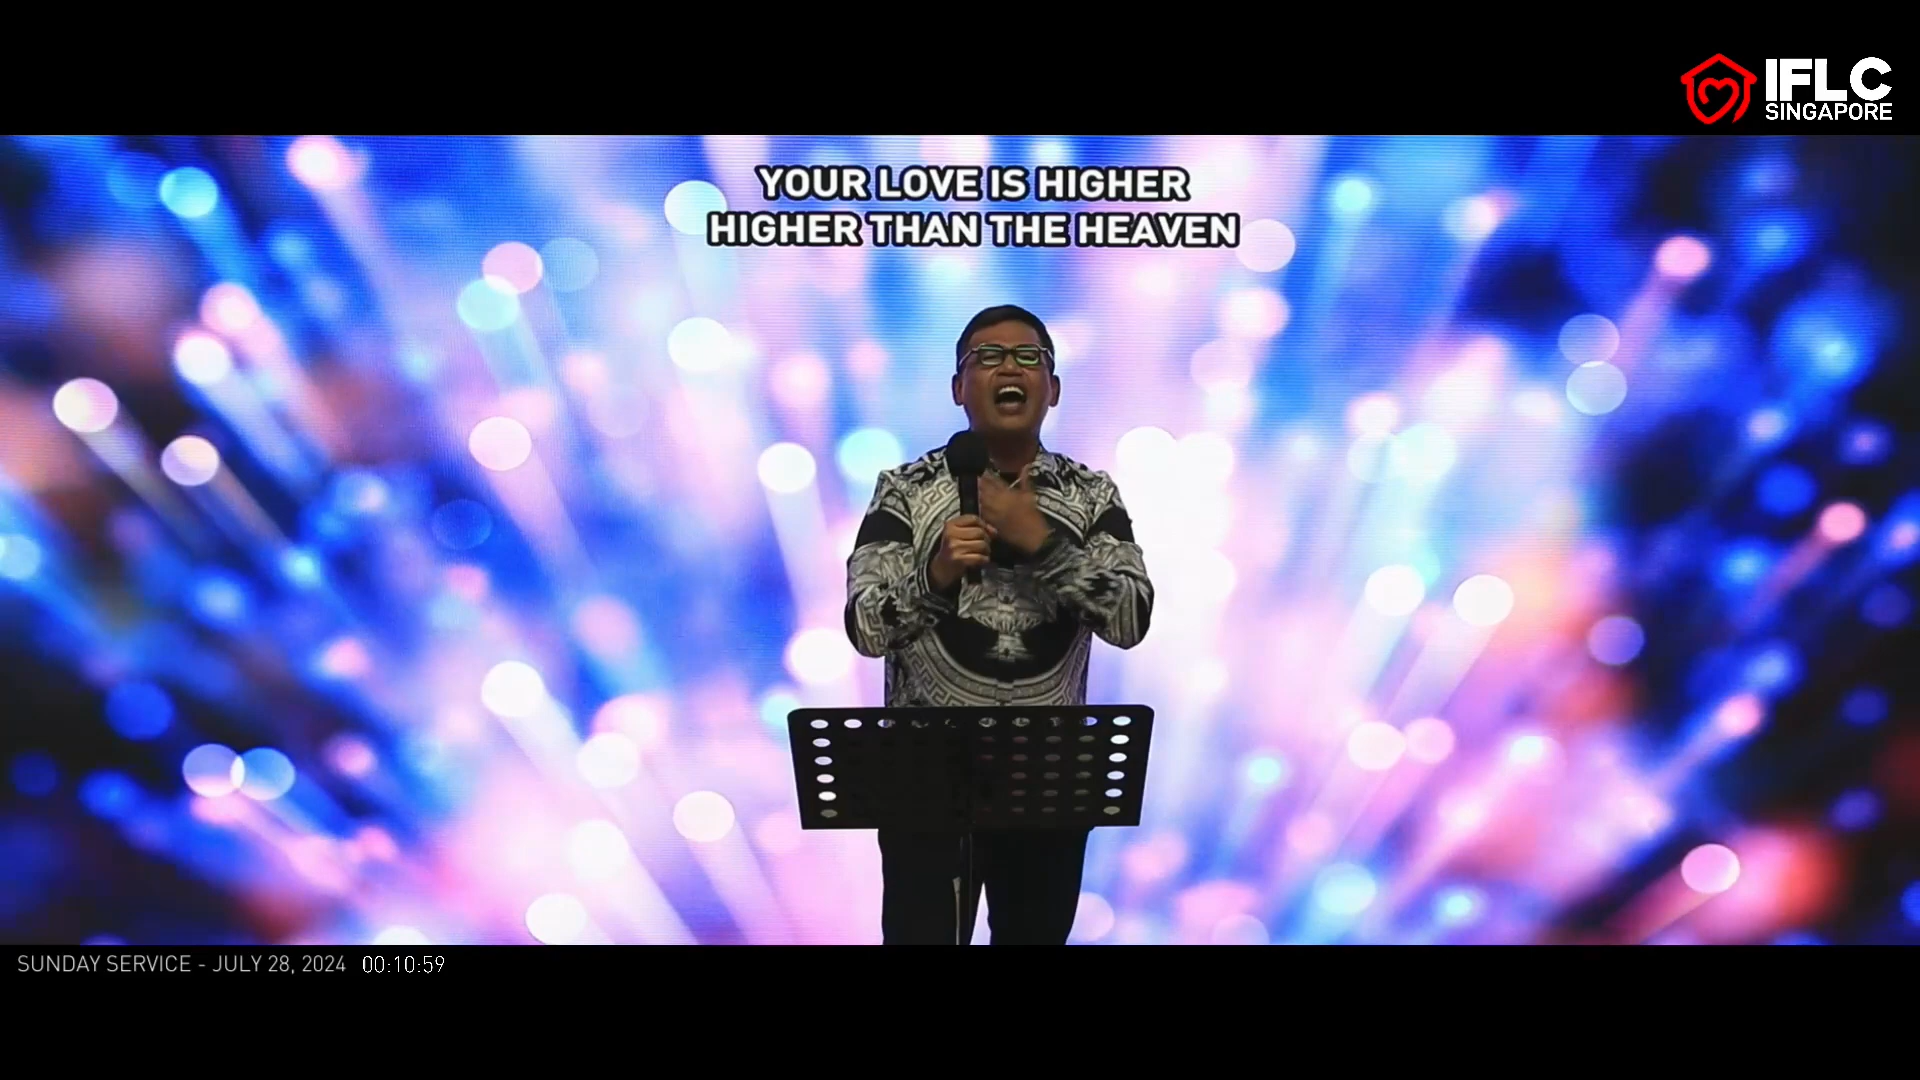 IFLC
SINGAPORE
YOUR LOVE IS HIGHER
HIGHER THAN THE HEAVEN
SUNDAY SERVICE - JULY 28, 2024 00:10:59